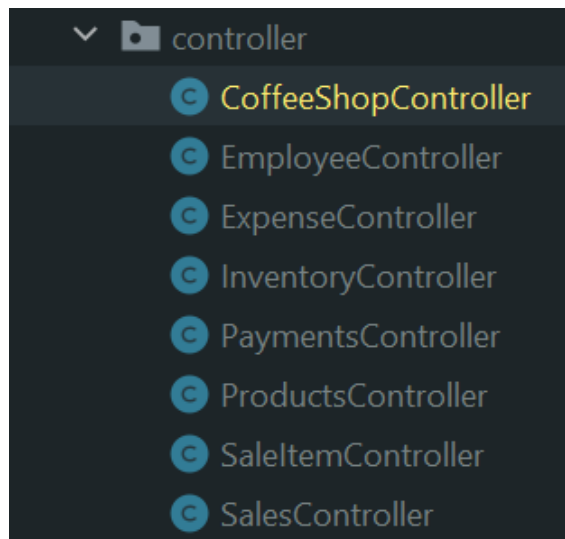 controller
C CoffeeShopController
C EmployeeController
C ExpenseController
C InventoryController
C PaymentsController
C ProductsController
C SaleItemController
C SalesController